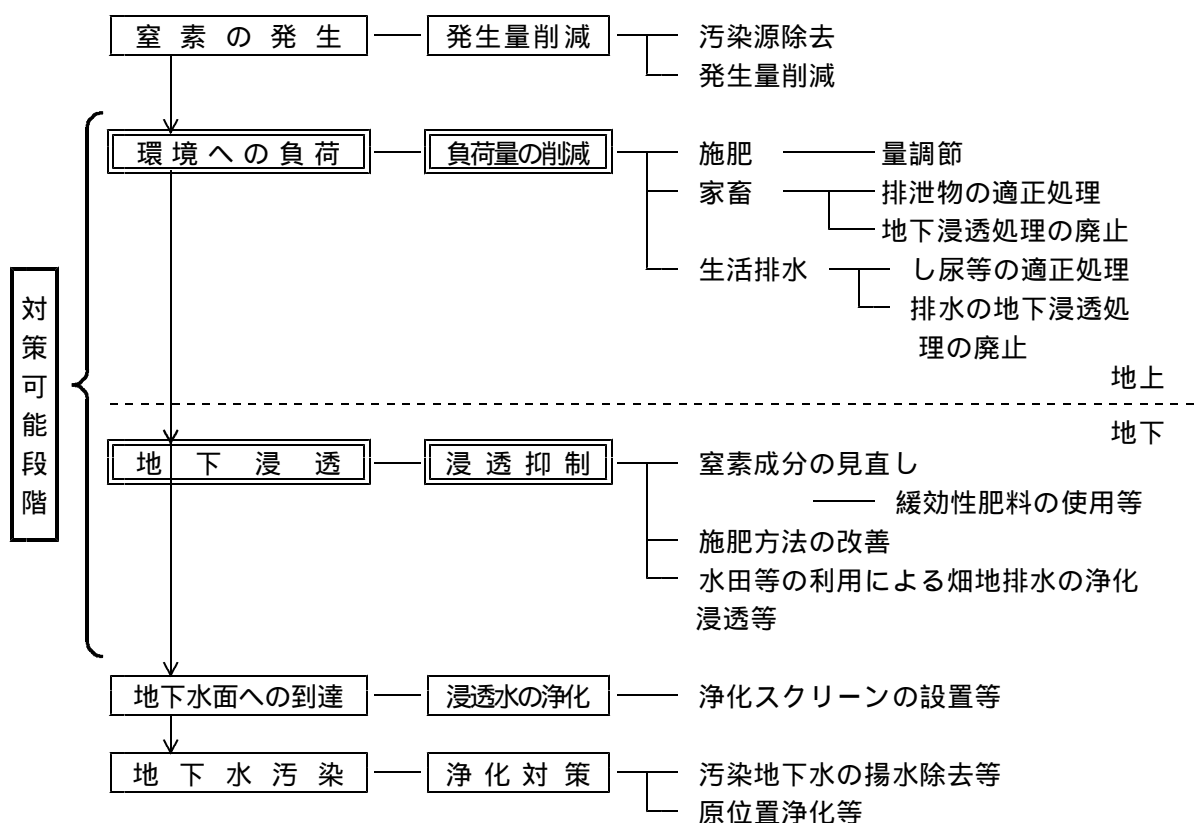 窒素の発生 発生量削減 汚染源除去
発生量削減
環境への負荷 負荷量の削減 施肥 量調節
家畜 排泄物の適正処理
地下浸透処理の廃止
生活排水 し尿等の適正処理
排水の地下浸透処
理の廃止
対策可能段階
地上
地下
地下浸透 浸透抑制 窒素成分の見直し
緩効性肥料の使用等
施肥方法の改善
水田等の利用による畑地排水の浄化
浸透等
地下水面への到達 浸透水の浄化 浄化スクリーンの設置等
地下水汚染 浄化対策 汚染地下水の揚水除去等
原位置浄化等